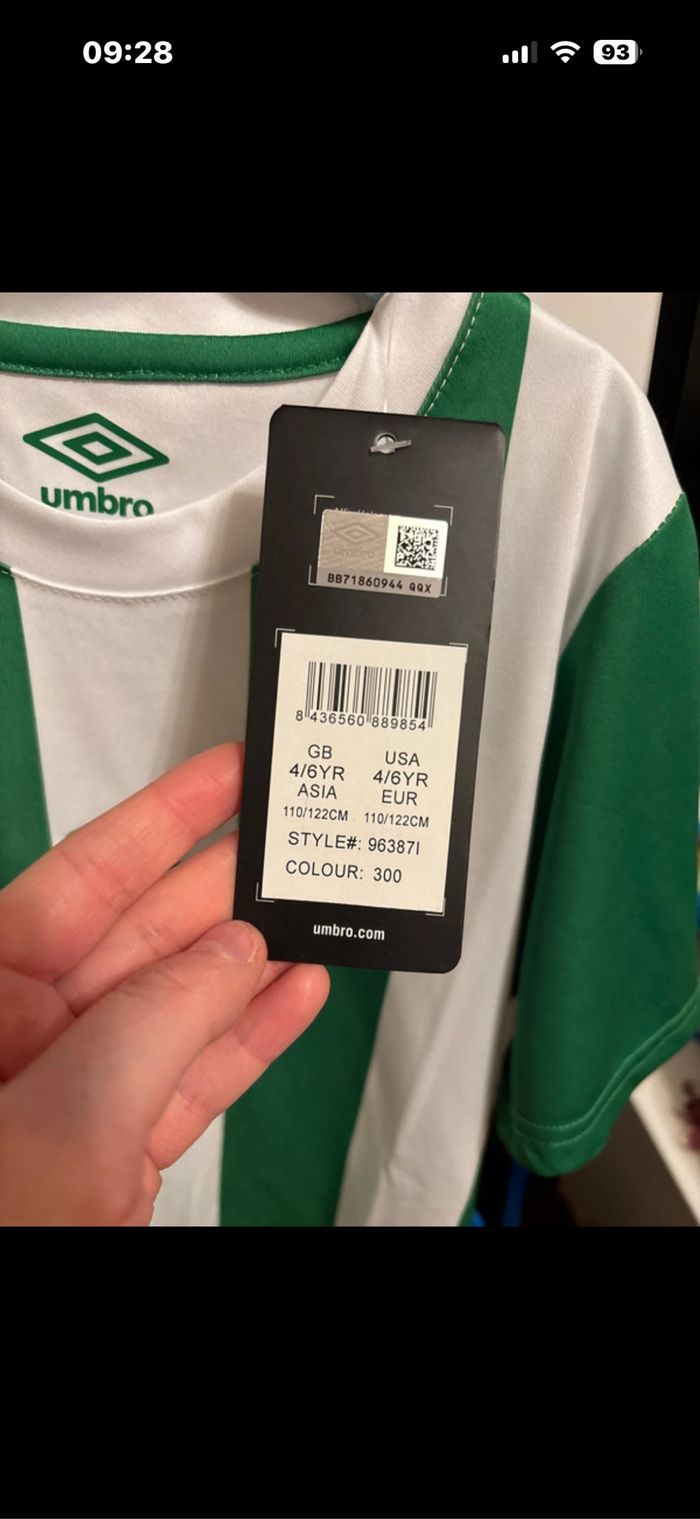 09:28
93
umbro
umbro
BB71860944 QQX
8 436560 889854
GB USA
4/6YR 4/6YR
ASIA EUR
110/122CM 110/122CM
STYLE#: 96387I
COLOUR: 300
umbro.com